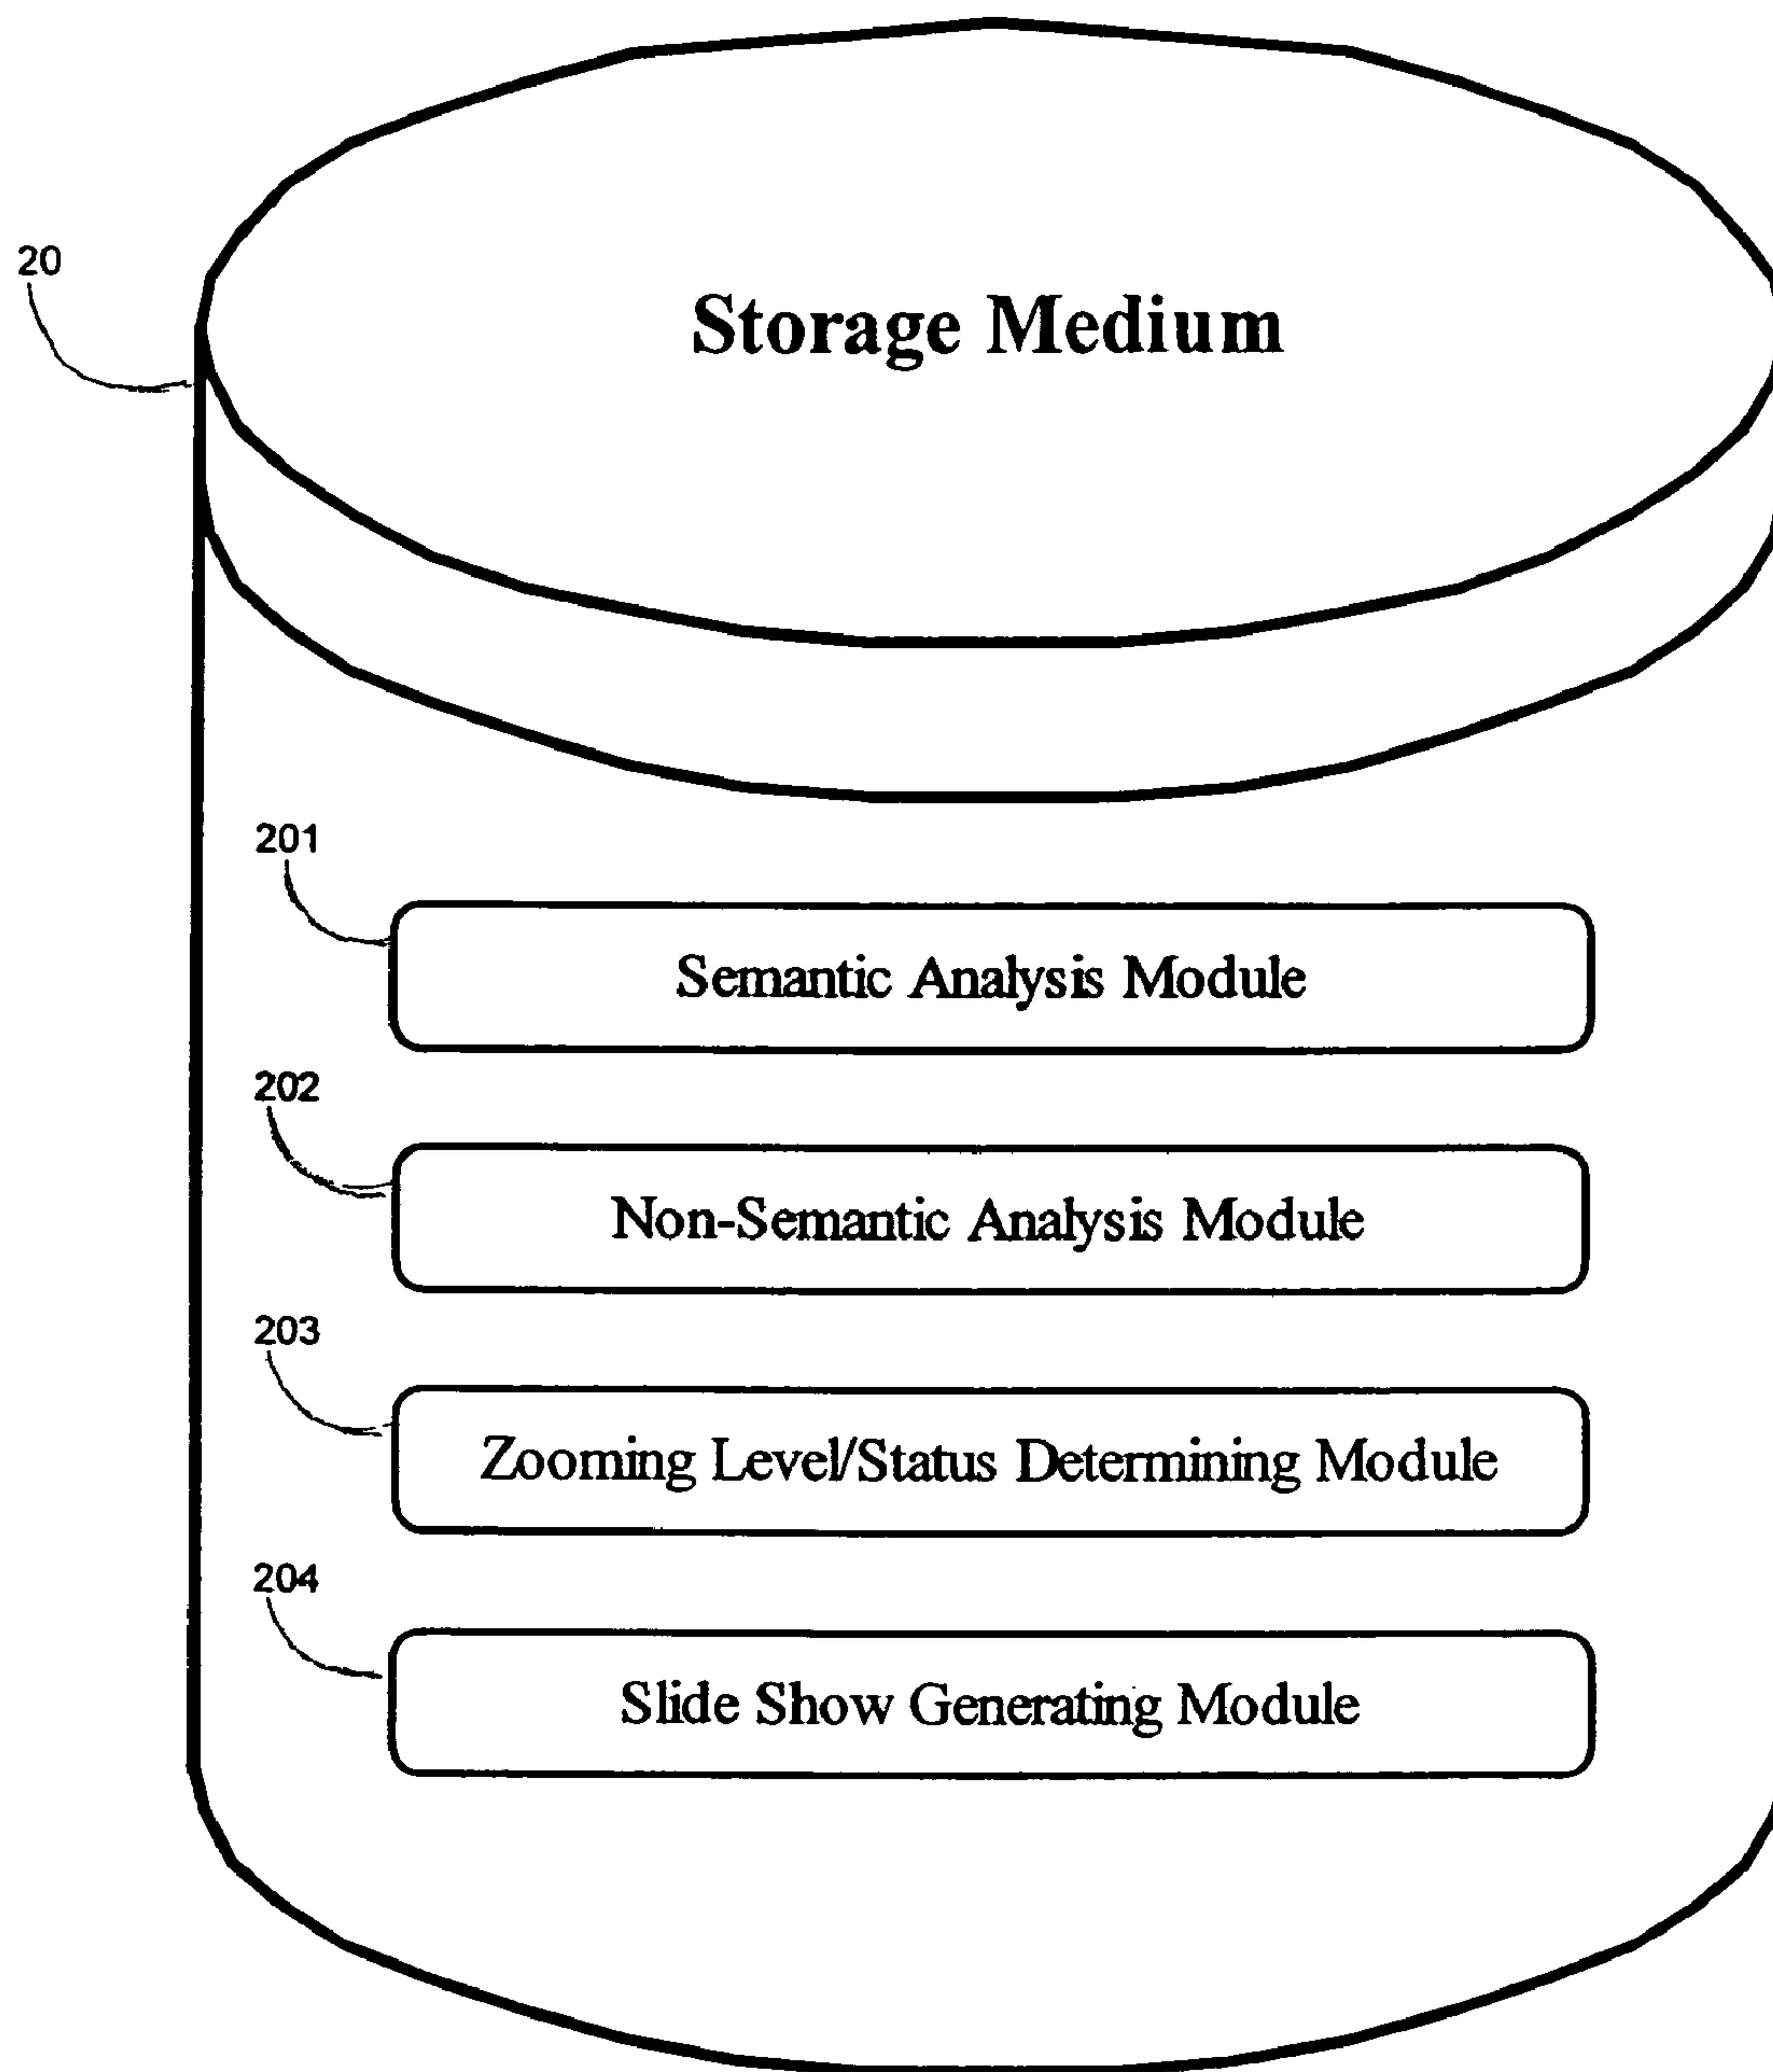 20
Storage Medium
201
Semantic Analysis Module
202
Non-Semantic Analysis Module
203
Zooming Level/Status Determining Module
204
Slide Show Generating Module